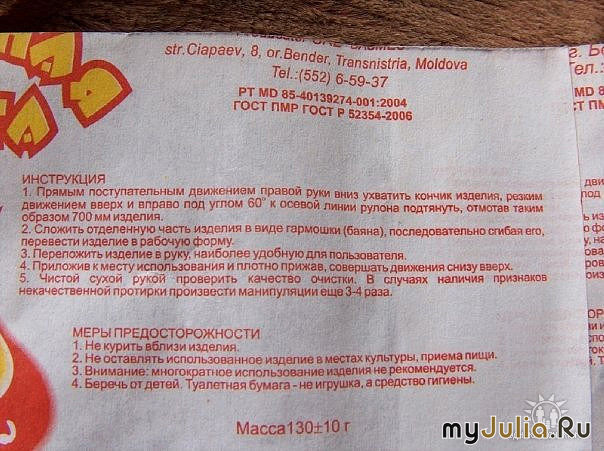 str.Ciapaev, 8, or.Bender, Transnistria, Moldova
Tel.:(552) 6-59-37
PT MD 85-40139274-001:2004
ГОСТ ПМР ГОСТ Р 52354-2006
ИНСТРУКЦИЯ
1. Прямым поступательным движением правой руки вниз ухватить кончик изделия, резким
движением вверх и вправо под углом 60° к осевой линии рулона подтянуть, отмотав таким
образом 700 мм изделия.
2. Сложить отделенную часть изделия в виде гармошки (баяна), последовательно сгибая его,
перевести изделие в рабочую форму.
3. Переложить изделие в руку, наиболее удобную для пользователя.
4. Приложив к месту использования и плотно прижав, совершать движения снизу вверх.
5. Чистой сухой рукой проверить качество очистки. В случаях наличия признаков
некачественной протирки произвести манипуляции еще 3-4 раза.
МЕРЫ ПРЕДОСТОРОЖНОСТИ
1. Не курить вблизи изделия.
2. Не оставлять использованное изделие в местах культуры, приема пищи.
3. Внимание: многократное использование изделия не рекомендуется.
4. Беречь от детей. Туалетная бумага - не игрушка, а средство гигиены.
Масса130±10 г
myJulia.Ru